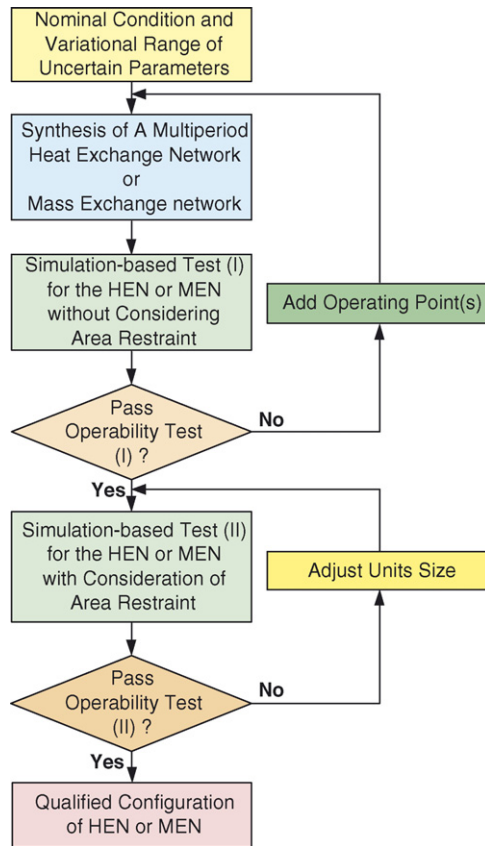 Nominal Condition and
Variational Range of
Uncertain Parameters
Synthesis of A Multiperiod
Heat Exchange Network
or
Mass Exchange network
Simulation-based Test (I)
for the HEN or MEN
without Considering
Area Restraint
Add Operating Point(s)
Pass
Operability Test
(I) ?
No
Yes
Simulation-based Test (II)
for the HEN or MEN
with Consideration of
Area Restraint
Adjust Units Size
Pass
Operability Test
(II) ?
No
Yes
Qualified Configuration
of HEN or MEN